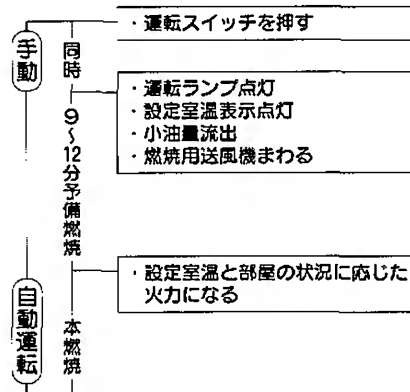 手動
同時
9〜12分予備燃焼
・運転スイッチを押す
・運転ランプ点灯
・設定室温表示点灯
・小油量流出
・燃焼用送風機まわる
自動運転
本燃焼
・設定室温と部屋の状況に応じた
火力になる